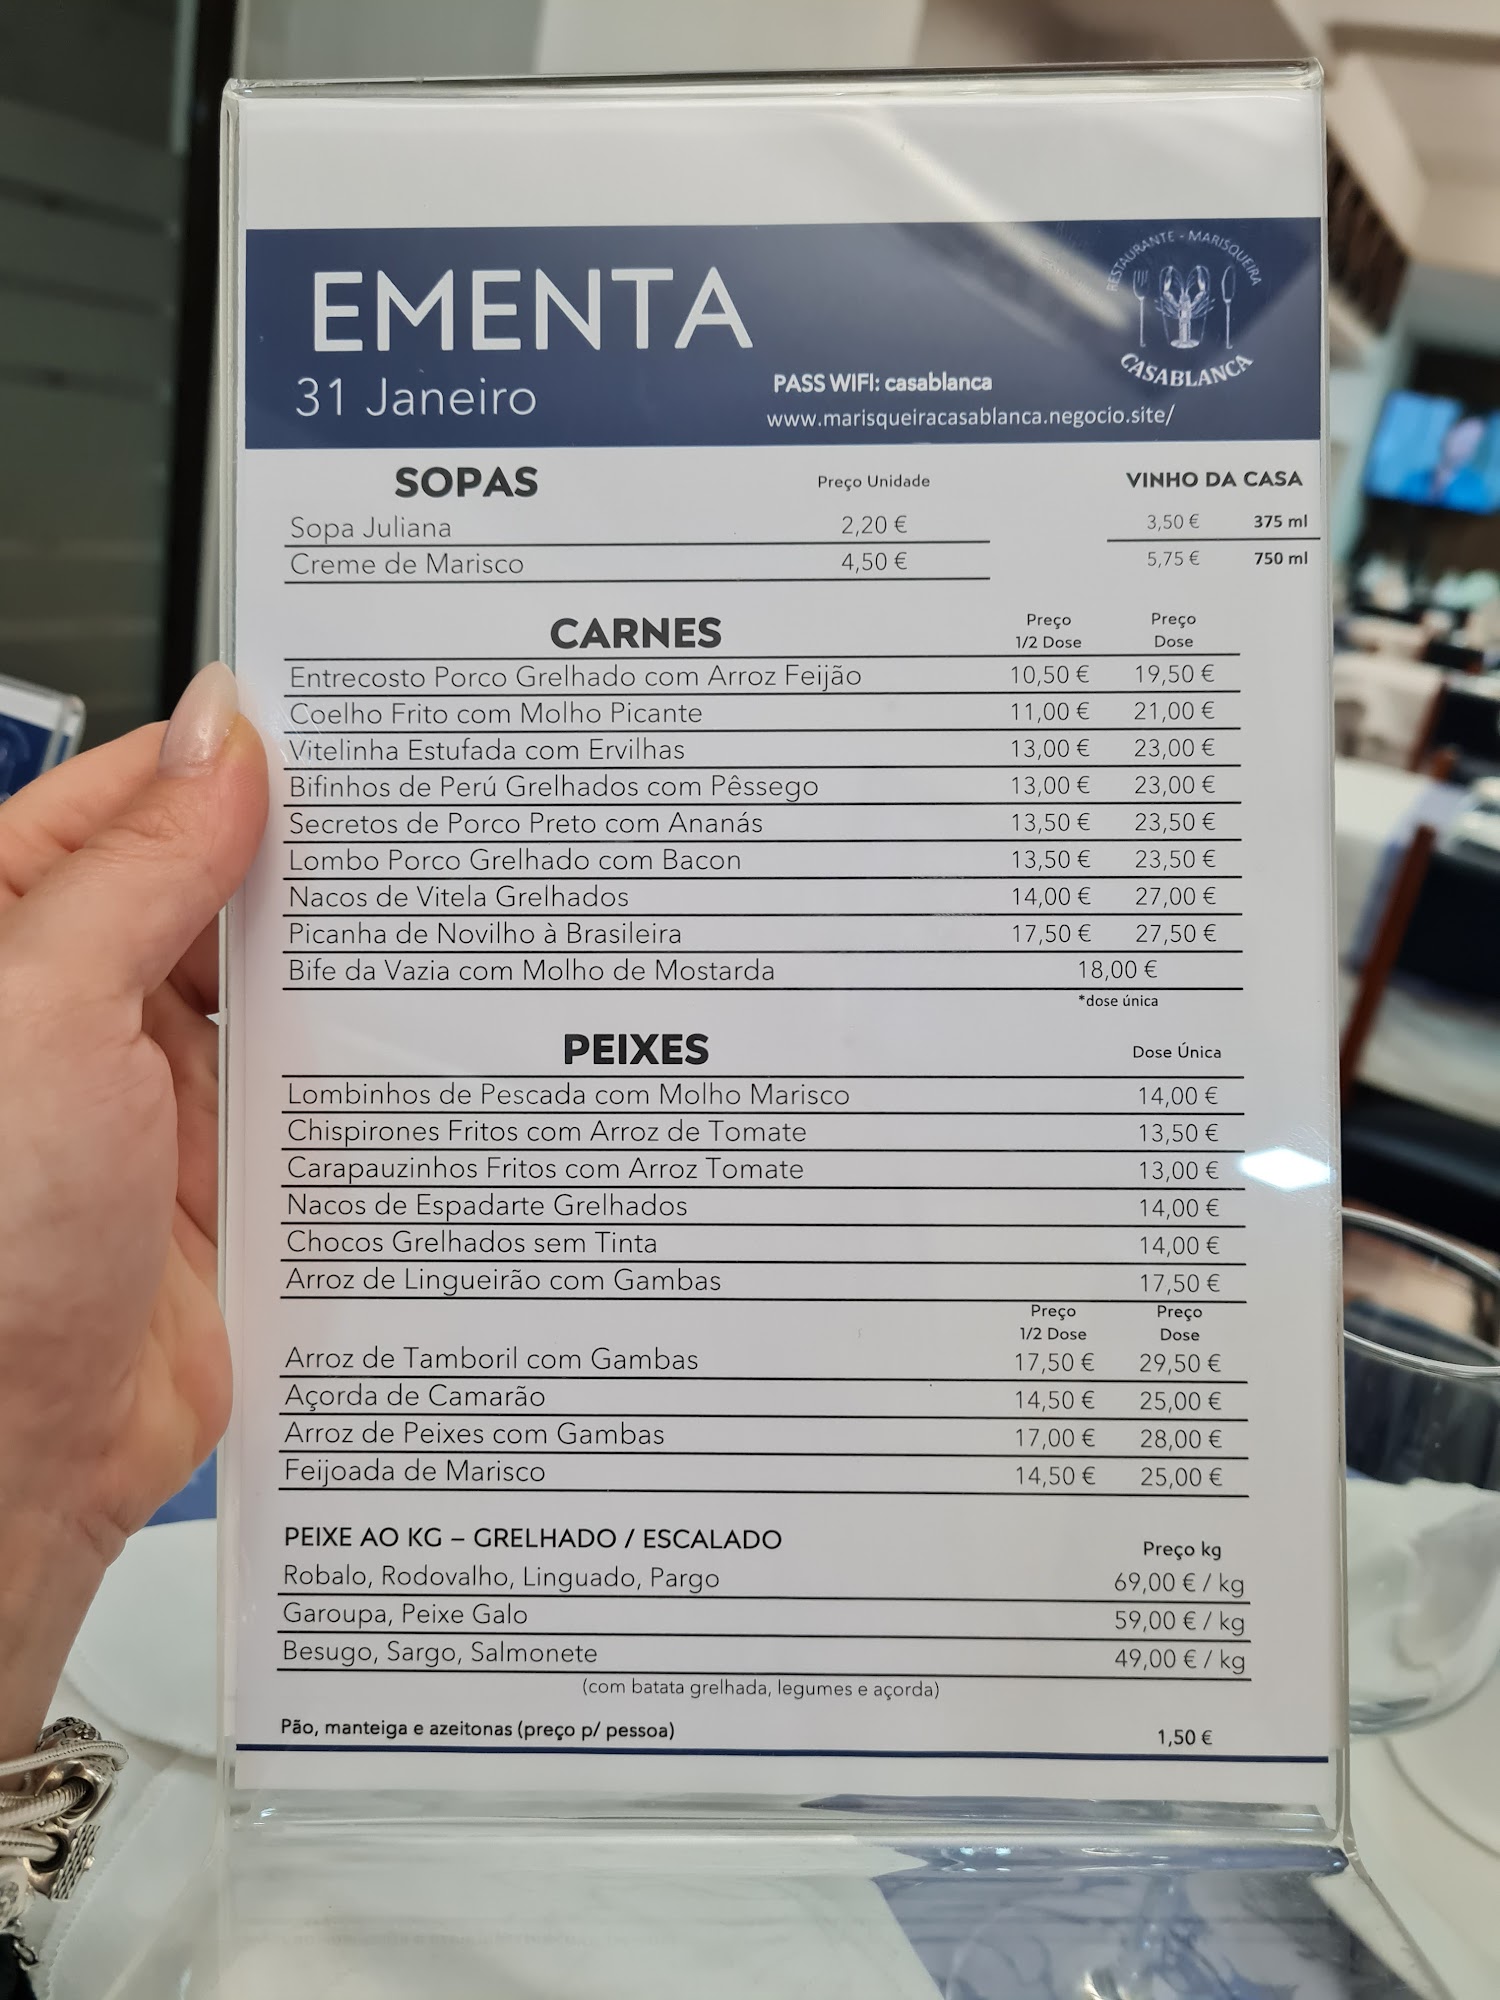 EMENTA
31 Janeiro
PASS WIFI: casablanca
www.marisqueiracasablanca.negocio.site/
RESTAURANTE - MARISQUEIRA
CASABLANCA
SOPAS Preço Unidade
Sopa Juliana 2,20 €
Creme de Marisco 4,50 €
VINHO DA CASA
3,50 € 375 ml
5,75 € 750 ml
CARNES Preço 1/2 Dose Preço Dose
Entrecosto Porco Grelhado com Arroz Feijão 10,50 € 19,50 €
Coelho Frito com Molho Picante 11,00 € 21,00 €
Vitelinha Estufada com Ervilhas 13,00 € 23,00 €
Bifinhos de Perú Grelhados com Pêssego 13,00 € 23,00 €
Secretos de Porco Preto com Ananás 13,50 € 23,50 €
Lombo Porco Grelhado com Bacon 13,50 € 23,50 €
Nacos de Vitela Grelhados 14,00 € 27,00 €
Picanha de Novilho à Brasileira 17,50 € 27,50 €
Bife da Vazia com Molho de Mostarda 18,00 €
*dose única
PEIXES Dose Única
Lombinhos de Pescada com Molho Marisco 14,00 €
Chispirones Fritos com Arroz de Tomate 13,50 €
Carapauzinhos Fritos com Arroz Tomate 13,00 €
Nacos de Espadarte Grelhados 14,00 €
Chocos Grelhados sem Tinta 14,00 €
Arroz de Lingueirão com Gambas 17,50 €
Preço 1/2 Dose Preço Dose
Arroz de Tamboril com Gambas 17,50 € 29,50 €
Açorda de Camarão 14,50 € 25,00 €
Arroz de Peixes com Gambas 17,00 € 28,00 €
Feijoada de Marisco 14,50 € 25,00 €
PEIXE AO KG – GRELHADO / ESCALADO Preço kg
Robalo, Rodovalho, Linguado, Pargo 69,00 € / kg
Garoupa, Peixe Galo 59,00 € / kg
Besugo, Sargo, Salmonete 49,00 € / kg
(com batata grelhada, legumes e açorda)
Pão, manteiga e azeitonas (preço p/ pessoa) 1,50 €